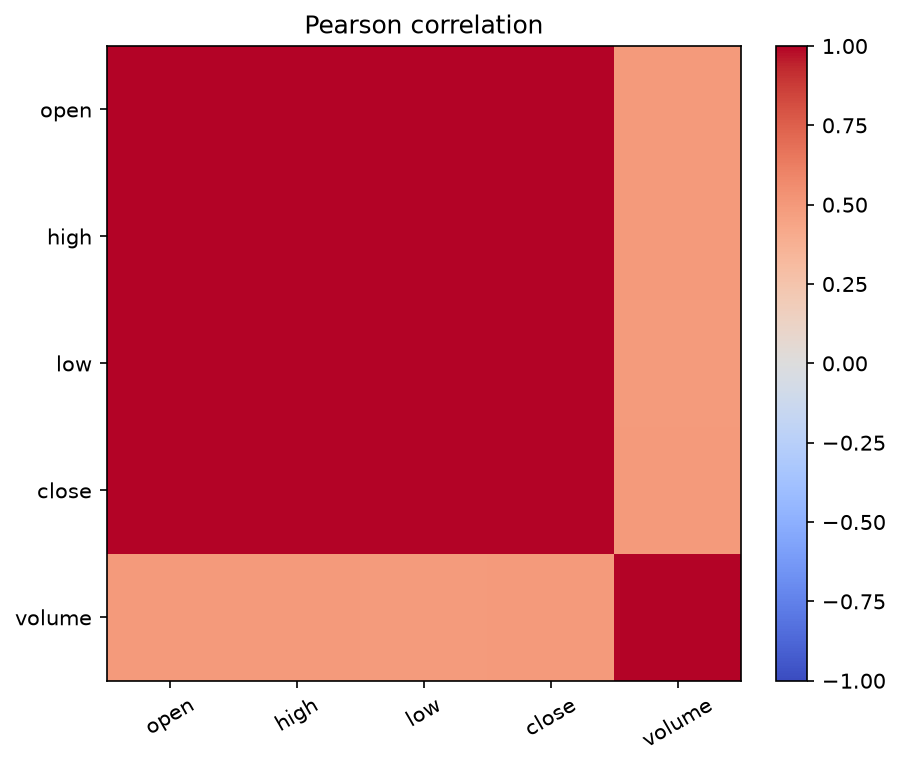 Pearson correlation
open
high
low
close
volume
open
high
low
close
volume
1.00
0.75
0.50
0.25
0.00
−0.25
−0.50
−0.75
−1.00